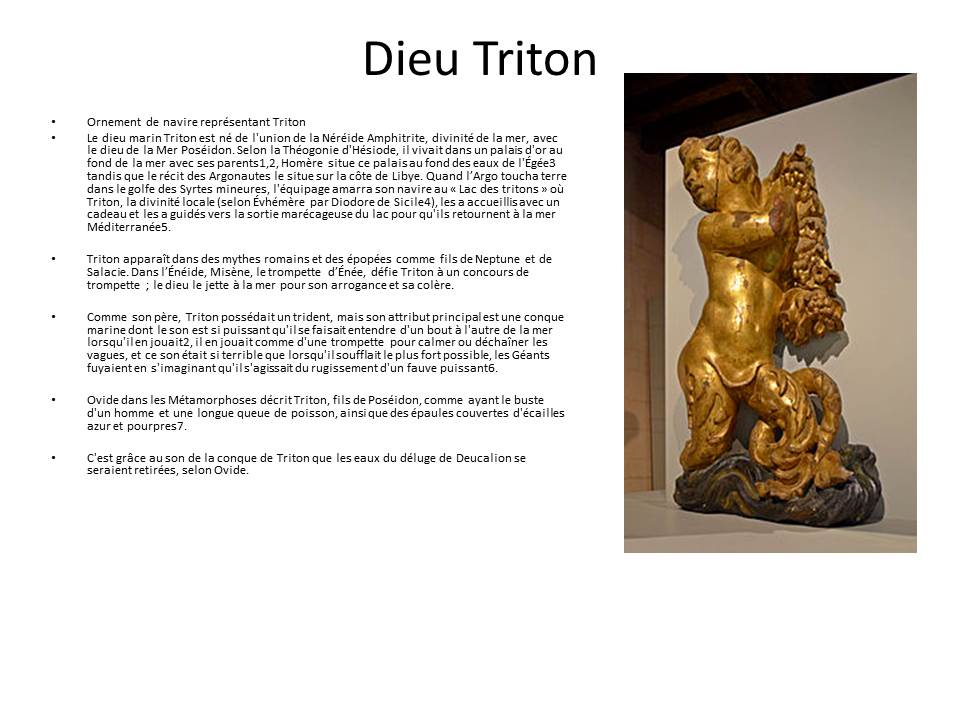 Dieu Triton
• Ornement de navire représentant Triton
• Le dieu marin Triton est né de l'union de la Néréide Amphitrite, divinité de la mer, avec
le dieu de la Mer Poséidon. Selon la Théogonie d'Hésiode, il vivait dans un palais d'or au
fond de la mer avec ses parents1,2, Homère situe ce palais au fond des eaux de l'Égée3
tandis que le récit des Argonautes le situe sur la côte de Libye. Quand l’Argo toucha terre
dans le golfe des Syrtes mineures, l'équipage amarra son navire au « Lac des tritons » où
Triton, la divinité locale (selon Évhémère par Diodore de Sicile4), les a accueillis avec un
cadeau et les a guidés vers la sortie marécageuse du lac pour qu'ils retournent à la mer
Méditerranée5.
• Triton apparaît dans des mythes romains et des épopées comme fils de Neptune et de
Salacie. Dans l’Énéide, Misène, le trompette d’Énée, défie Triton à un concours de
trompette ; le dieu le jette à la mer pour son arrogance et sa colère.
• Comme son père, Triton possédait un trident, mais son attribut principal est une conque
marine dont le son est si puissant qu'il se faisait entendre d'un bout à l'autre de la mer
lorsqu'il en jouait2, il en jouait comme d'une trompette pour calmer ou déchaîner les
vagues, et ce son était si terrible que lorsqu'il soufflait le plus fort possible, les Géants
fuyaient en s'imaginant qu'il s'agissait du rugissement d'un fauve puissant6.
• Ovide dans les Métamorphoses décrit Triton, fils de Poséidon, comme ayant le buste
d'un homme et une longue queue de poisson, ainsi que des épaules couvertes d'écailles
azur et pourpres7.
• C'est grâce au son de la conque de Triton que les eaux du déluge de Deucalion se
seraient retirées, selon Ovide.